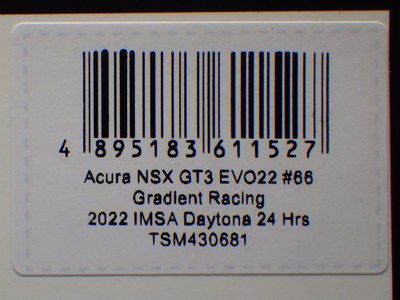 4 895183 611527
Acura NSX GT3 EVO22 #66
Gradient Racing
2022 IMSA Daytona 24 Hrs
TSM430681